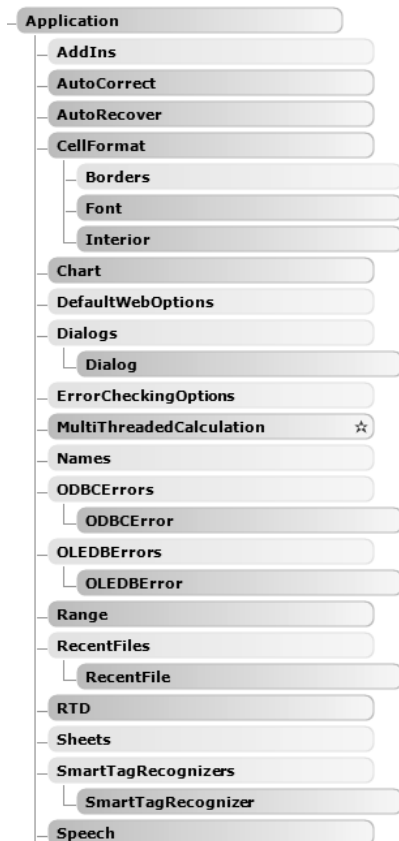 Application
AddIns
AutoCorrect
AutoRecover
CellFormat
Borders
Font
Interior
Chart
DefaultWebOptions
Dialogs
Dialog
ErrorCheckingOptions
MultiThreadedCalculation ☆
Names
ODBCErrors
ODBCError
OLEDBErrors
OLEDBError
Range
RecentFiles
RecentFile
RTD
Sheets
SmartTagRecognizers
SmartTagRecognizer
Speech